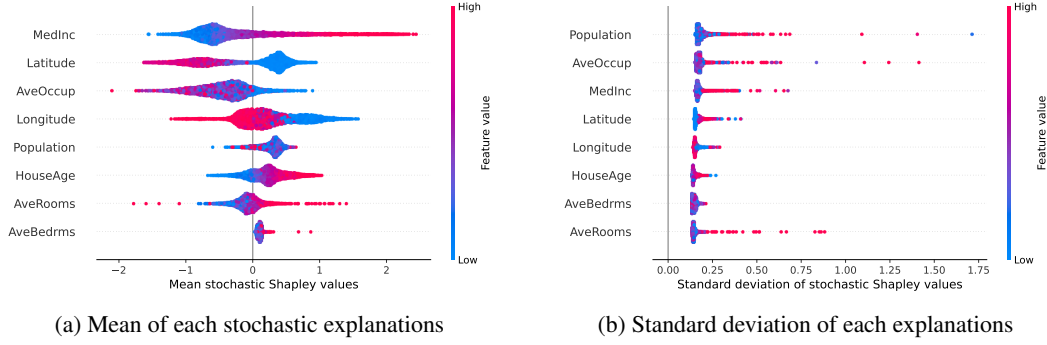 High
MedInc
Latitude
AveOccup
Longitude
Population
HouseAge
AveRooms
AveBedrms
Feature value
Low
−2 −1 0 1 2
Mean stochastic Shapley values
(a) Mean of each stochastic explanations
High
Population
AveOccup
MedInc
Latitude
Longitude
HouseAge
AveBedrms
AveRooms
Feature value
Low
0.00 0.25 0.50 0.75 1.00 1.25 1.50 1.75
Standard deviation of stochastic Shapley values
(b) Standard deviation of each explanations